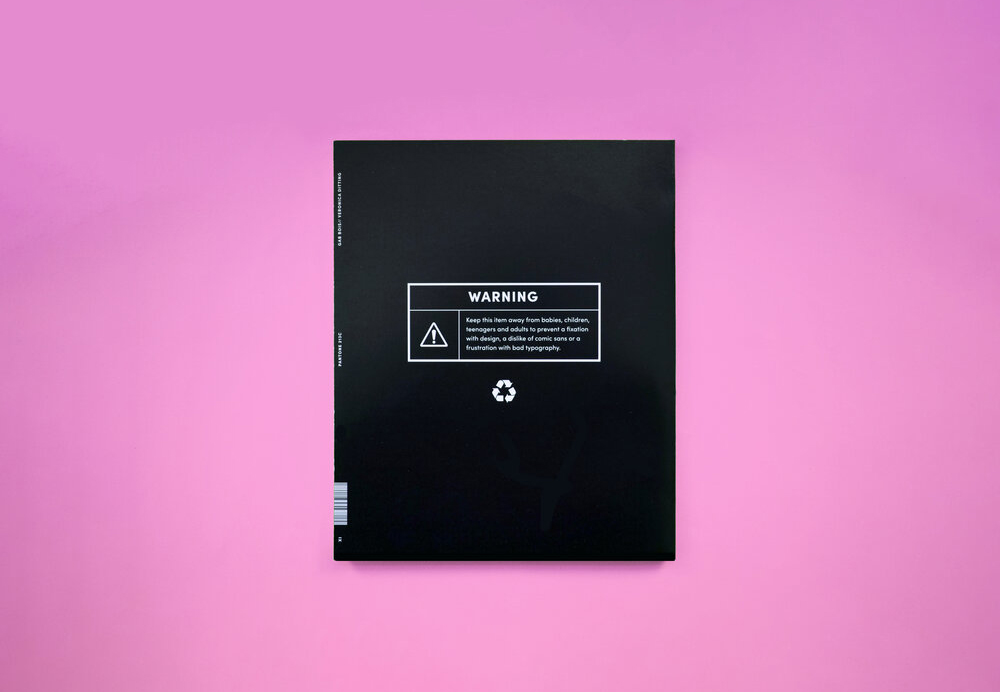 GAB BOIS// VERONICA DITTING
WARNING
Keep this item away from babies, children,
teenagers and adults to prevent a fixation
with design, a dislike of comic sans or a
frustration with bad typography.
PANTONE 213C
XI